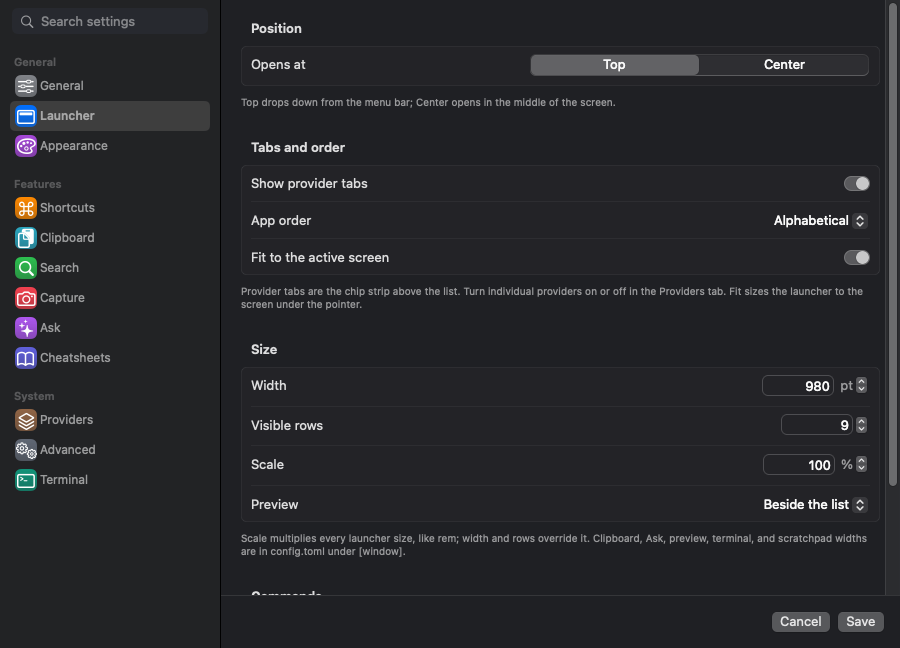 Search settings
General
General
Launcher
Appearance
Features
Shortcuts
Clipboard
Search
Capture
Ask
Cheatsheets
System
Providers
Advanced
Terminal
Position
Opens at Top Center
Top drops down from the menu bar; Center opens in the middle of the screen.
Tabs and order
Show provider tabs
App order Alphabetical
Fit to the active screen
Provider tabs are the chip strip above the list. Turn individual providers on or off in the Providers tab. Fit sizes the launcher to the
screen under the pointer.
Size
Width 980 pt
Visible rows 9
Scale 100 %
Preview Beside the list
Scale multiplies every launcher size, like rem; width and rows override it. Clipboard, Ask, preview, terminal, and scratchpad widths
are in config.toml under [window].
Commands
Cancel Save